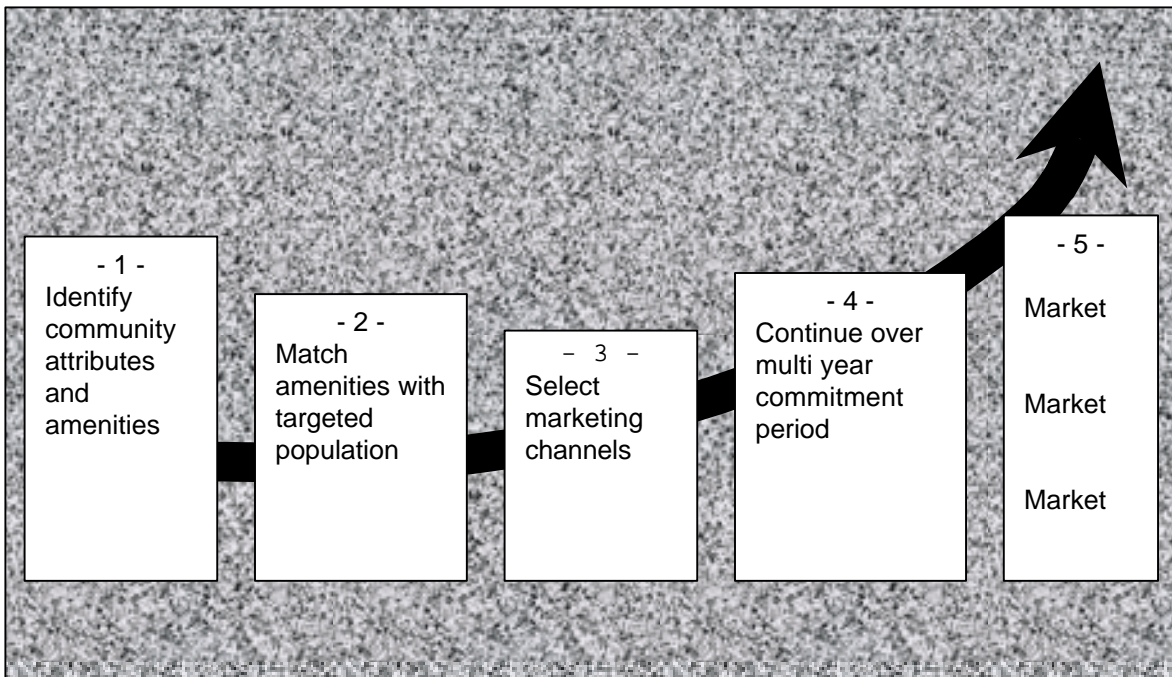 - 1 -
Identify
community
attributes
and
amenities
- 2 -
Match
amenities with
targeted
population
- 3 -
Select
marketing
channels
- 4 -
Continue over
multi year
commitment
period
- 5 -
Market
Market
Market